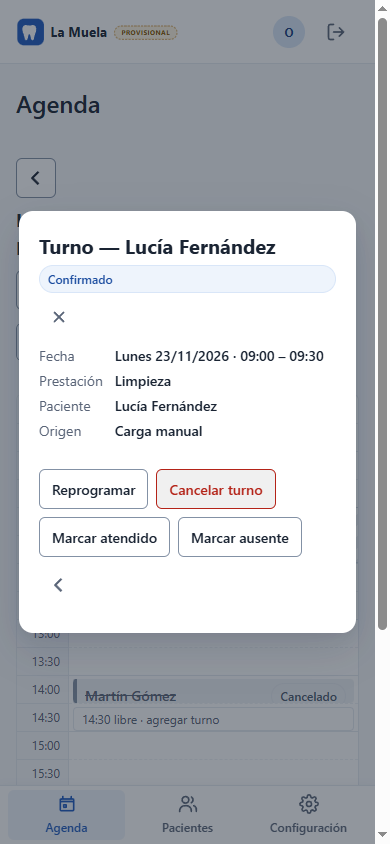 La Muela PROVISIONAL O
Agenda
Turno — Lucía Fernández
Confirmado
Fecha Lunes 23/11/2026 · 09:00 – 09:30
Prestación Limpieza
Paciente Lucía Fernández
Origen Carga manual
Reprogramar Cancelar turno
Marcar atendido Marcar ausente
13:00
13:30
14:00 Martín Gómez Cancelado
14:30 14:30 libre · agregar turno
15:00
15:30
Agenda Pacientes Configuración